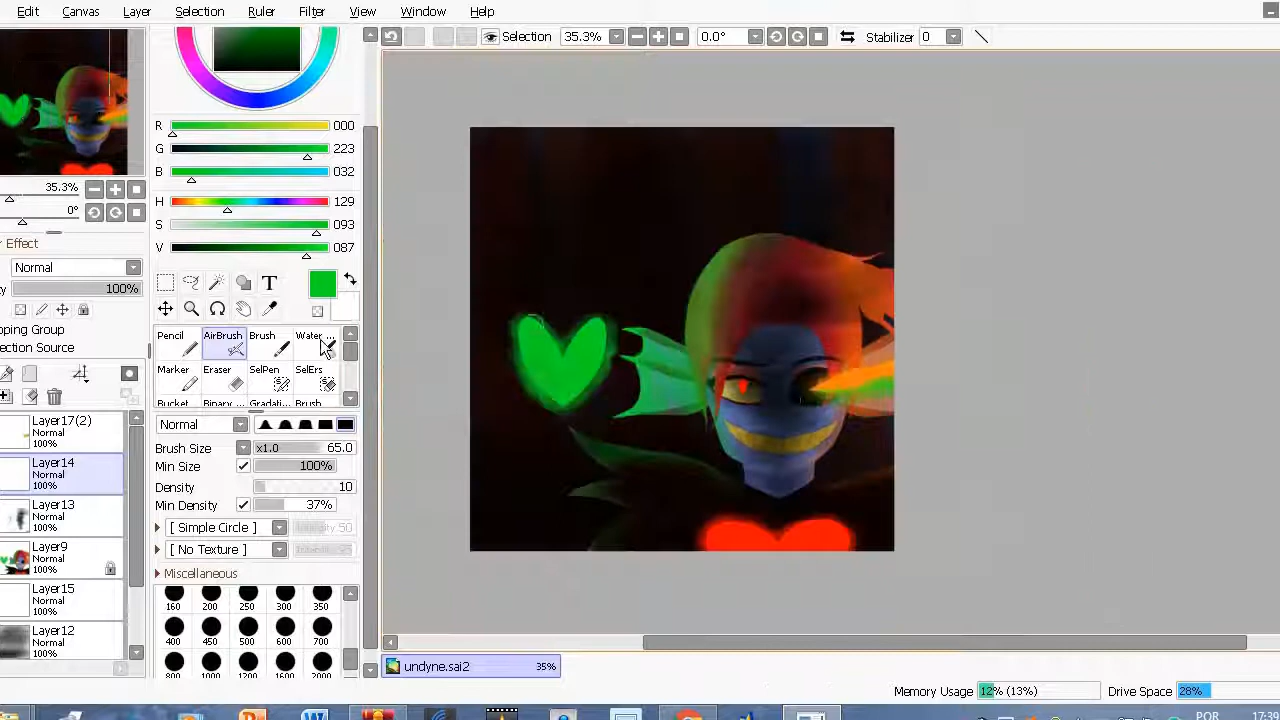 Edit Canvas Layer Selection Ruler Filter View Window Help
Selection 35.3% 0.0° Stabilizer 0
R 000
G 223
B 032
35.3%
H 129
0°
S 093
Effect
V 087
Normal
100%
T
Pencil AirBrush Brush Water ...
Marker Eraser SelPen SelErs
Bucket Binary ... Gradati... Brush
Normal
Layer17(2)
Normal
100%
Brush Size x1.0 65.0
Min Size 100%
Layer14
Normal
100%
Density 10
Min Density 37%
Layer13
Normal
100%
[ Simple Circle ] 50
[ No Texture ]
Layer9
Normal
100%
Miscellaneous
Layer15
Normal
100%
160 200 250 300 350
400 450 500 600 700
Layer12
Normal
100%
800 1000 1200 1600 2000
undyne.sai2 35%
Memory Usage 12% (13%) Drive Space 28%
POR 17:20